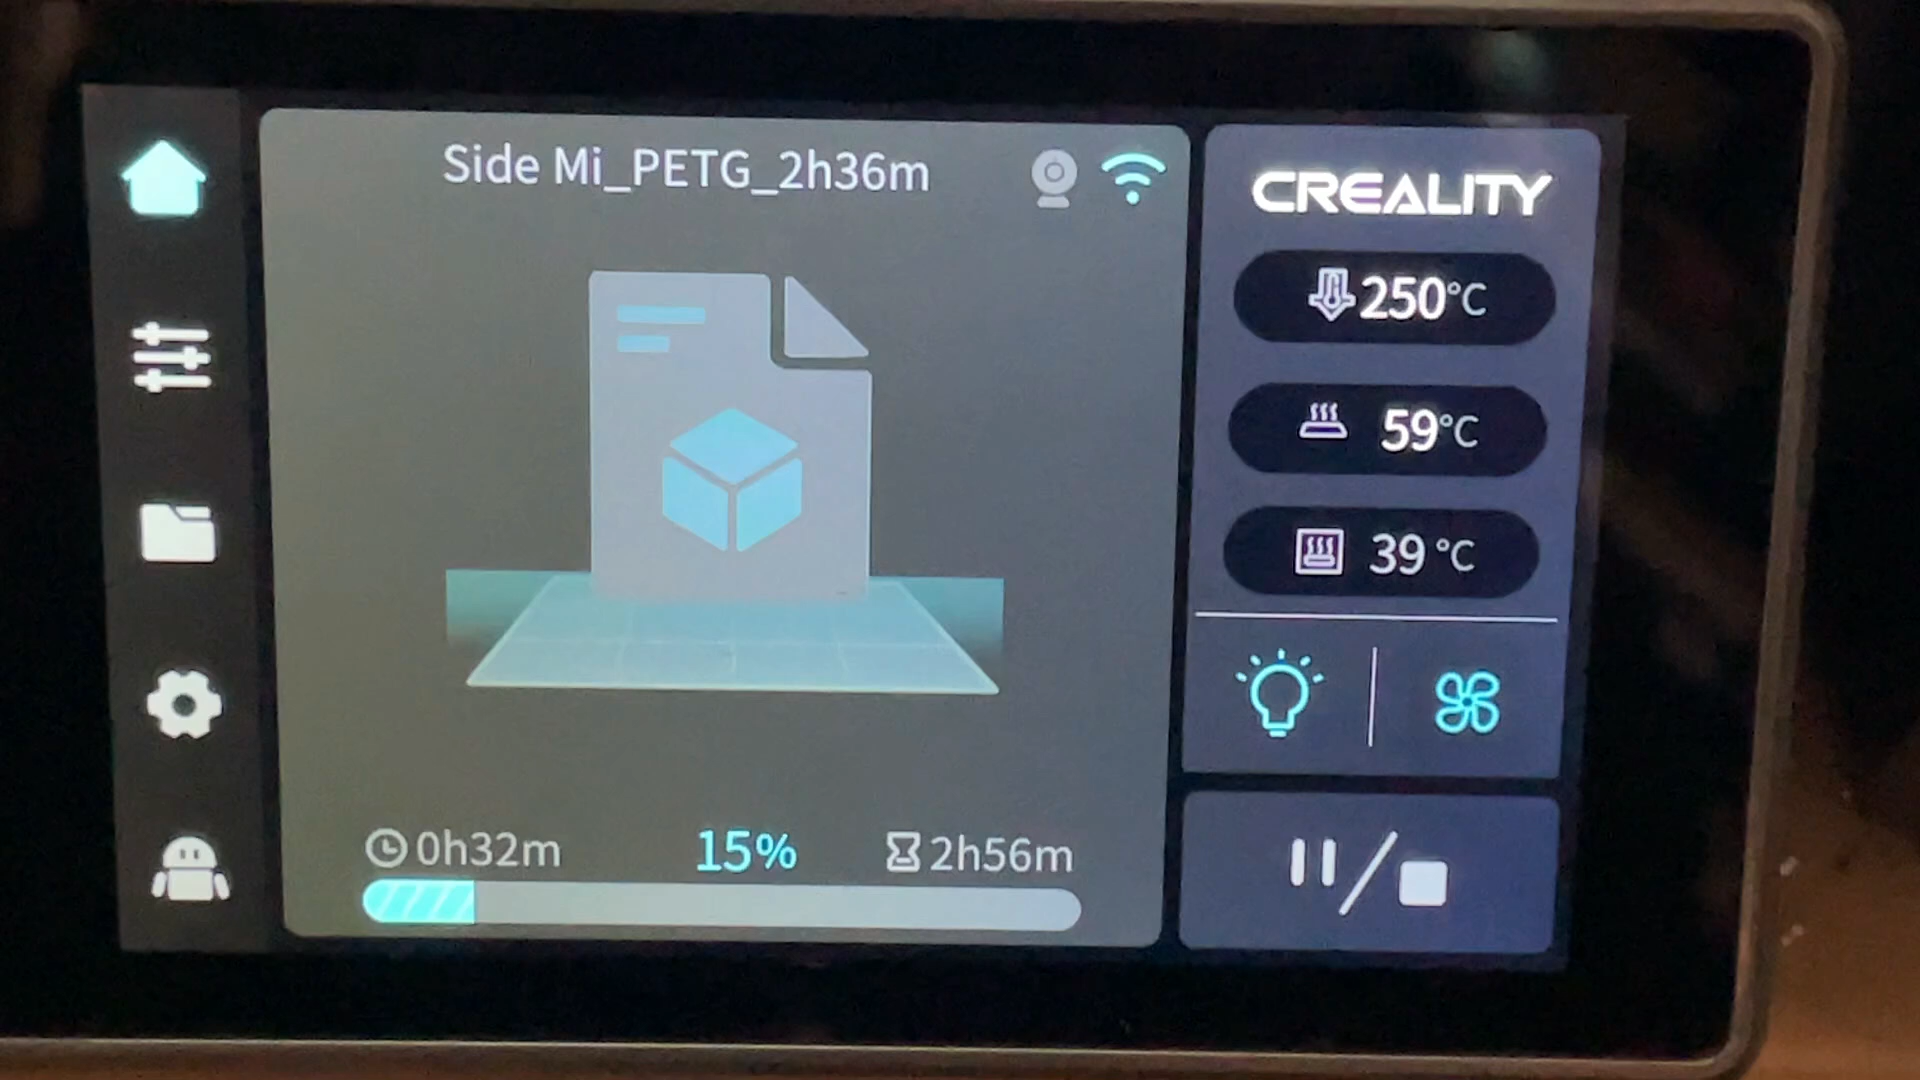 Side Mi_PETG_2h36m
CREALITY
250°C
59°C
39 °C
0h32m 15% 2h56m